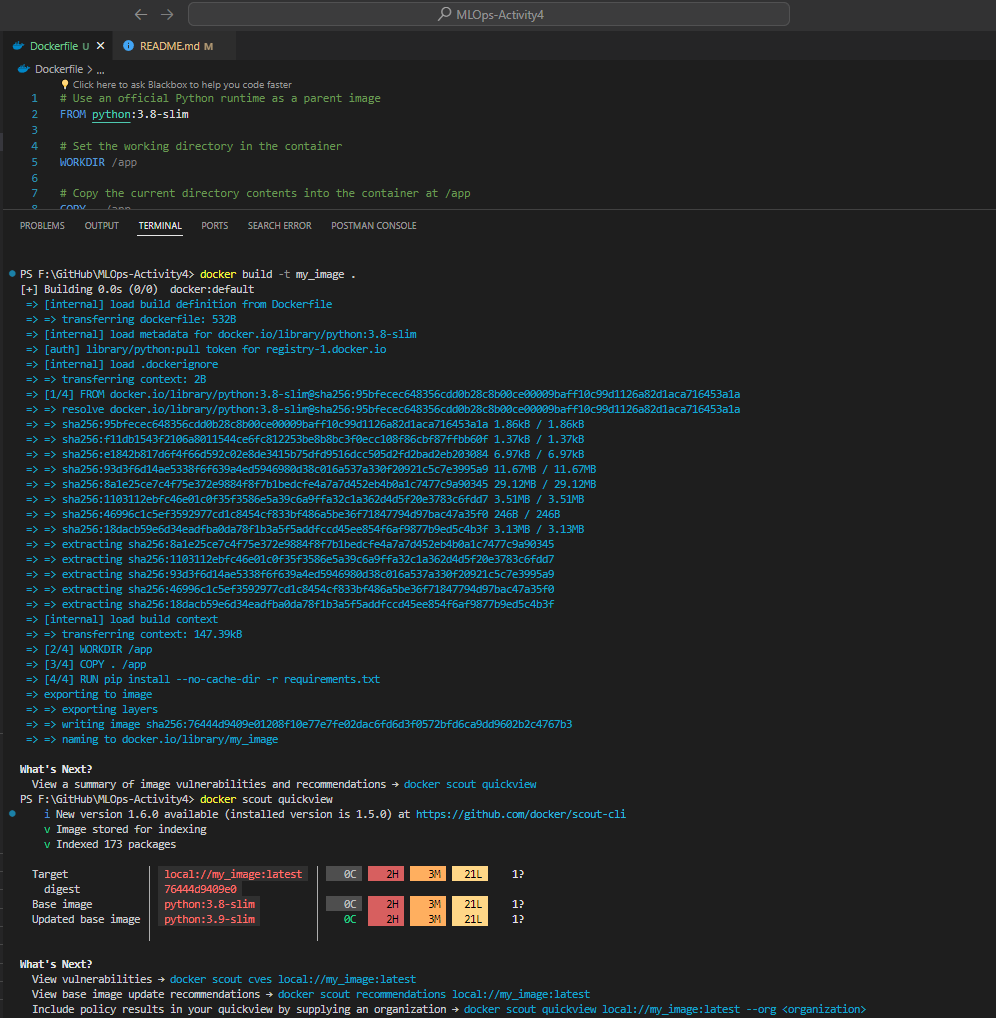 MLOps-Activity4
Dockerfile U README.md M
Dockerfile > ...
Click here to ask Blackbox to help you code faster
1 # Use an official Python runtime as a parent image
2 FROM python:3.8-slim
3
4 # Set the working directory in the container
5 WORKDIR /app
6
7 # Copy the current directory contents into the container at /app
8 COPY . /app
PROBLEMS OUTPUT TERMINAL PORTS SEARCH ERROR POSTMAN CONSOLE
PS F:\GitHub\MLOps-Activity4> docker build -t my_image .
[+] Building 0.0s (0/0) docker:default
=> [internal] load build definition from Dockerfile
=> => transferring dockerfile: 532B
=> [internal] load metadata for docker.io/library/python:3.8-slim
=> [auth] library/python:pull token for registry-1.docker.io
=> [internal] load .dockerignore
=> => transferring context: 2B
=> [1/4] FROM docker.io/library/python:3.8-slim@sha256:95bfecec648356cdd0b28c8b00ce00009baff10c99d1126a82d1aca716453a1a
=> => resolve docker.io/library/python:3.8-slim@sha256:95bfecec648356cdd0b28c8b00ce00009baff10c99d1126a82d1aca716453a1a
=> => sha256:95bfecec648356cdd0b28c8b00ce00009baff10c99d1126a82d1aca716453a1a 1.86kB / 1.86kB
=> => sha256:f11db1543f2106a8011544ce6fc812253be8b8bc3f0ecc108f86cbf87ffbb60f 1.37kB / 1.37kB
=> => sha256:e1842b817d6f4f66d592c02e8de3415b75dfd9516dcc505d2fd2bad2eb203084 6.97kB / 6.97kB
=> => sha256:93d3f6d14ae5338f6f639a4ed5946980d38c016a537a330f20921c5c7e3995a9 11.67MB / 11.67MB
=> => sha256:8a1e25ce7c4f75e372e9884f8f7b1bedcfe4a7a7d452eb4b0a1c7477c9a90345 29.12MB / 29.12MB
=> => sha256:1103112ebfc46e01c0f35f3586e5a39c6a9ffa32c1a362d4d5f20e3783c6fdd7 3.51MB / 3.51MB
=> => sha256:46996c1c5ef3592977cd1c8454cf833bf486a5be36f71847794d97bac47a35f0 246B / 246B
=> => sha256:18dacb59e6d34eadfba0da78f1b3a5f5addfccd45ee854f6af9877b9ed5c4b3f 3.13MB / 3.13MB
=> => extracting sha256:8a1e25ce7c4f75e372e9884f8f7b1bedcfe4a7a7d452eb4b0a1c7477c9a90345
=> => extracting sha256:1103112ebfc46e01c0f35f3586e5a39c6a9ffa32c1a362d4d5f20e3783c6fdd7
=> => extracting sha256:93d3f6d14ae5338f6f639a4ed5946980d38c016a537a330f20921c5c7e3995a9
=> => extracting sha256:46996c1c5ef3592977cd1c8454cf833bf486a5be36f71847794d97bac47a35f0
=> => extracting sha256:18dacb59e6d34eadfba0da78f1b3a5f5addfccd45ee854f6af9877b9ed5c4b3f
=> [internal] load build context
=> => transferring context: 147.39kB
=> [2/4] WORKDIR /app
=> [3/4] COPY . /app
=> [4/4] RUN pip install --no-cache-dir -r requirements.txt
=> exporting to image
=> => exporting layers
=> => writing image sha256:76444d9409e01208f10e77e7fe02dac6fd6d3f0572bfd6ca9dd9602b2c4767b3
=> => naming to docker.io/library/my_image
What's Next?
View a summary of image vulnerabilities and recommendations → docker scout quickview
PS F:\GitHub\MLOps-Activity4> docker scout quickview
i New version 1.6.0 available (installed version is 1.5.0) at https://github.com/docker/scout-cli
v Image stored for indexing
v Indexed 173 packages
Target local://my_image:latest 0C 2H 3M 21L 1?
digest 76444d9409e0
Base image python:3.8-slim 0C 2H 3M 21L 1?
Updated base image python:3.9-slim 0C 2H 3M 21L 1?
What's Next?
View vulnerabilities → docker scout cves local://my_image:latest
View base image update recommendations → docker scout recommendations local://my_image:latest
Include policy results in your quickview by supplying an organization → docker scout quickview local://my_image:latest --org <organization>